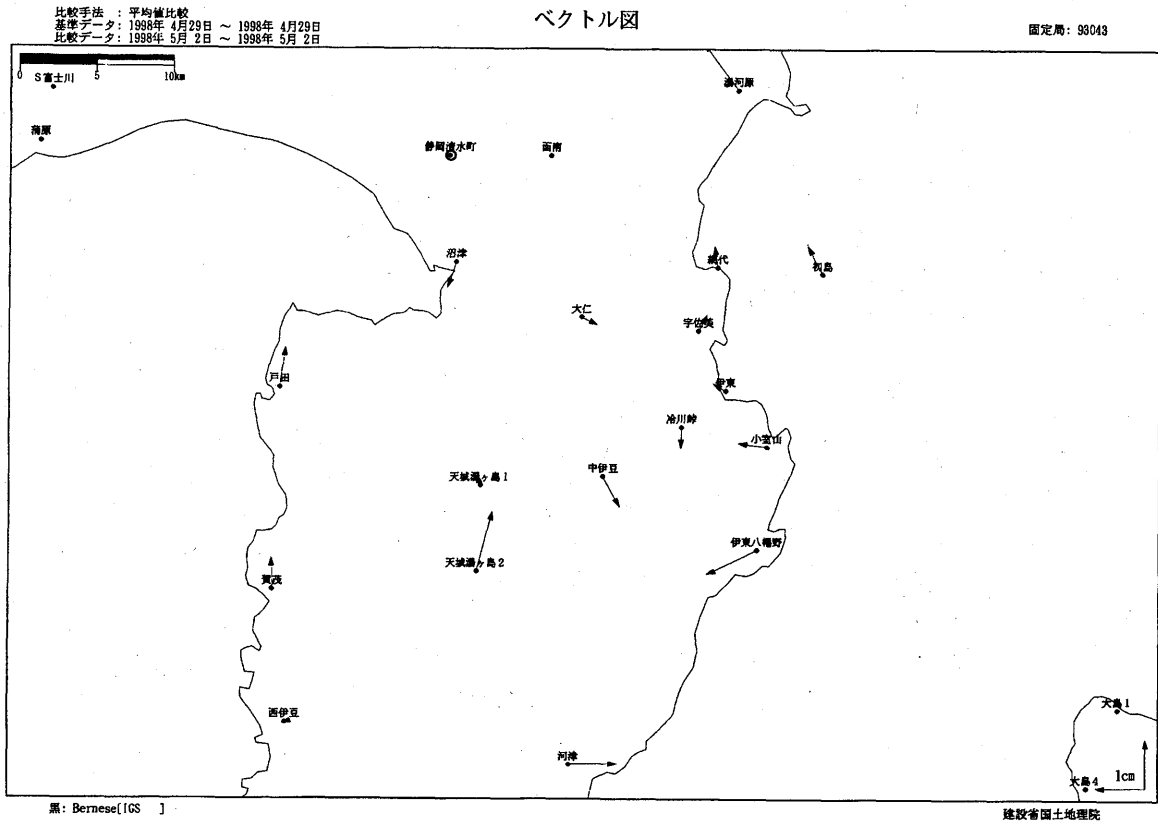 ベクトル図
比較手法 : 平均値比較
基準データ: 1998年 4月29日 ～ 1998年 4月29日
比較データ: 1998年 5月 2日 ～ 1998年 5月 2日
固定局: 93043
0 5 10km
S富士川
湯河原
蒲原
静岡清水町
函南
沼津
網代
初島
大仁
宇佐美
戸田
伊東
冷川峠
小室山
中伊豆
天城湯ヶ島1
伊東八幡野
天城湯ヶ島2
賀茂
西伊豆
大島1
河津
1cm
大島4
黒: Bernese[IGS ]
建設省国土地理院